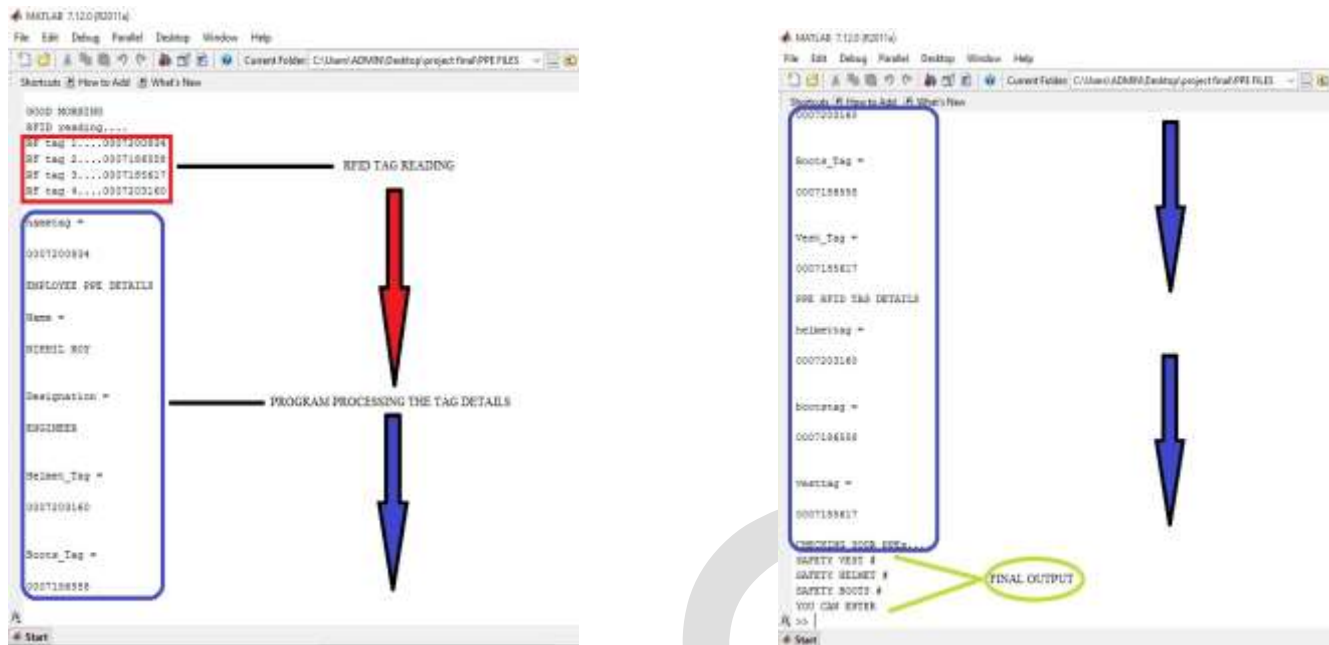 MATLAB 7.12.0 (R2011a)
File Edit Debug Parallel Desktop Window Help
Current Folder: C:\Users\ADMIN\Desktop\project final\PPE FILES
Shortcuts How to Add What's New
GOOD MORNING
RFID reading....
RF tag 1....0007200834
RF tag 2....0007186558
RF tag 3....0007185617
RF tag 4....0007203160
RFID TAG READING
nametag =
0007200834
EMPLOYEE PPE DETAILS
Name =
ROY
Designation =
ENGINEER
PROGRAM PROCESSING THE TAG DETAILS
Helmet_Tag =
0007203160
Boots_Tag =
0007186558
Start
MATLAB 7.12.0 (R2011a)
File Edit Debug Parallel Desktop Window Help
Current Folder: C:\Users\ADMIN\Desktop\project final\PPE FILES
Shortcuts How to Add What's New
0007203160
Boots_Tag =
0007186558
Vest_Tag =
0007185617
PPE RFID TAG DETAILS
helmettag =
0007203160
bootstag =
0007186558
vesttag =
0007185617
CHECKING YOUR PPEs...
SAFETY VEST #
SAFETY HELMET #
SAFETY BOOTS #
YOU CAN ENTER
FINAL OUTPUT
>>
Start